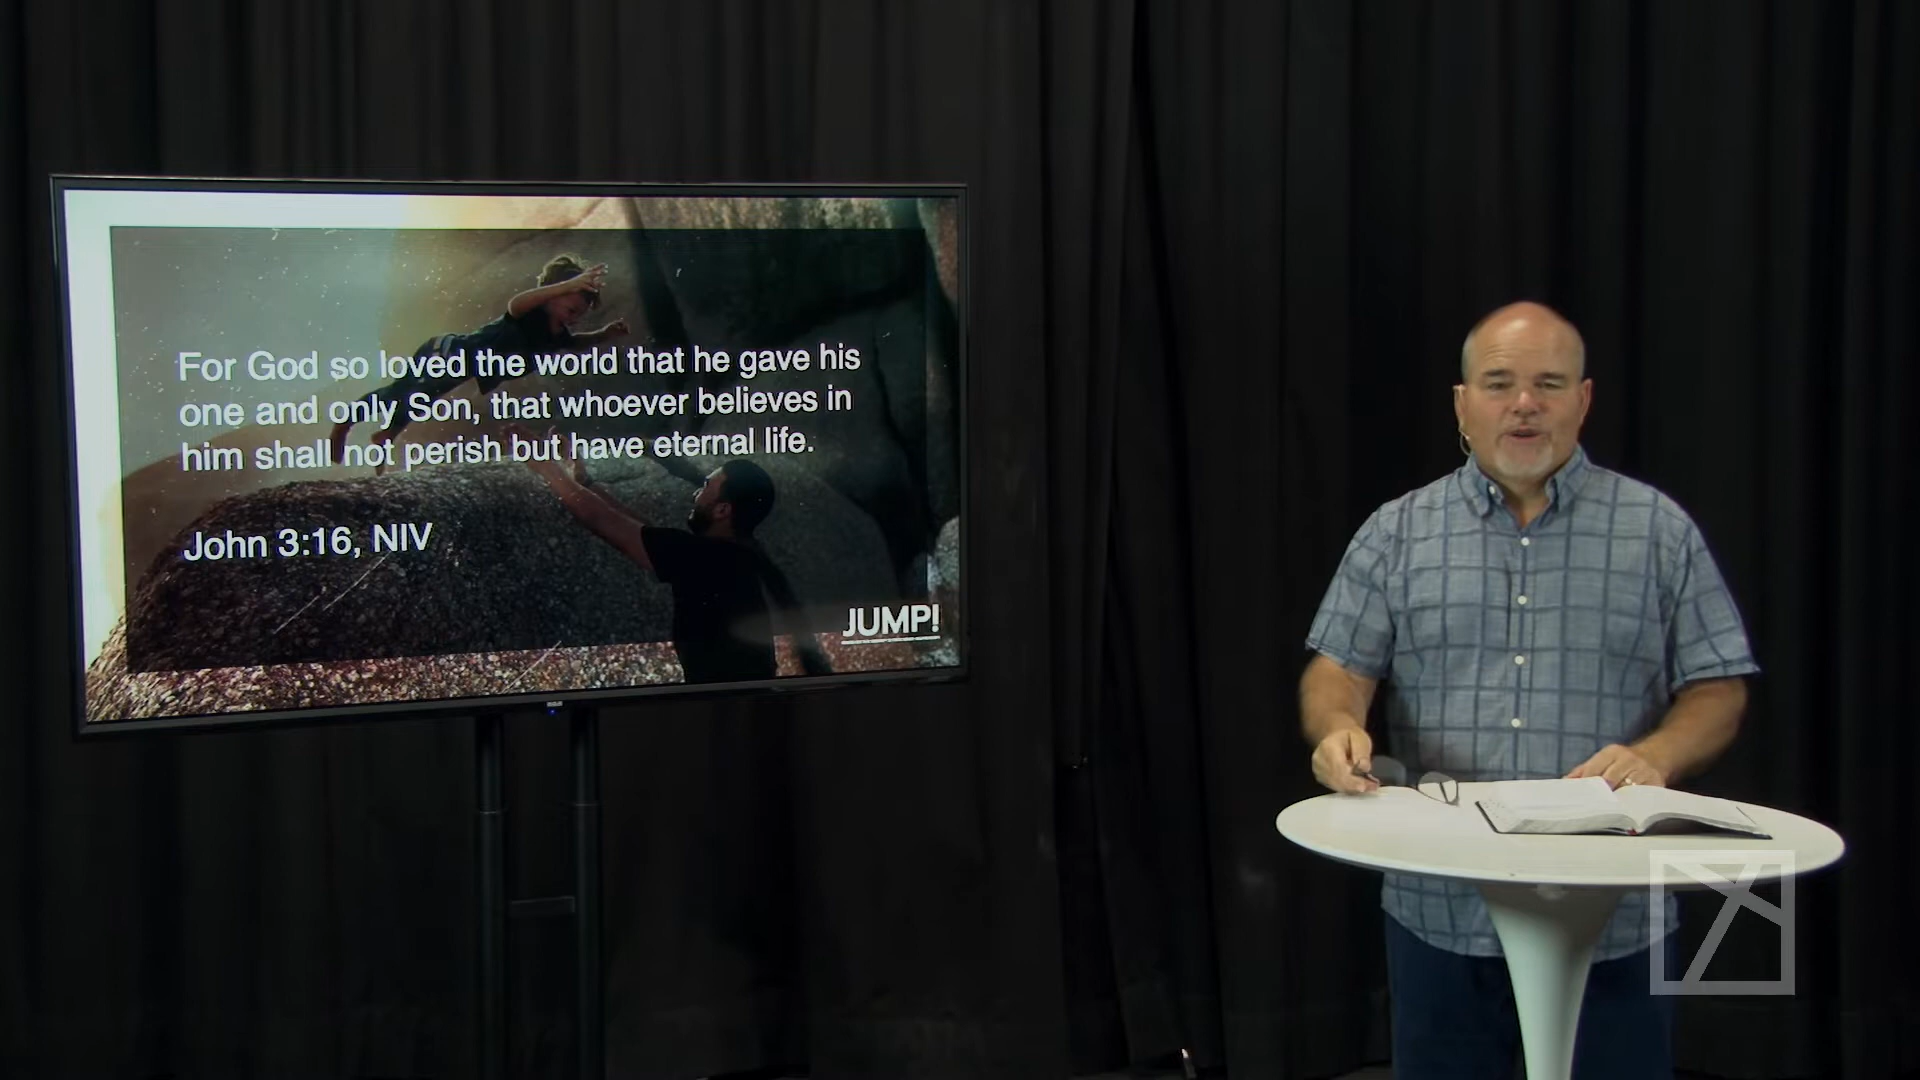 For God so loved the world that he gave his
one and only Son, that whoever believes in
him shall not perish but have eternal life.
John 3:16, NIV
JUMP!
RCA